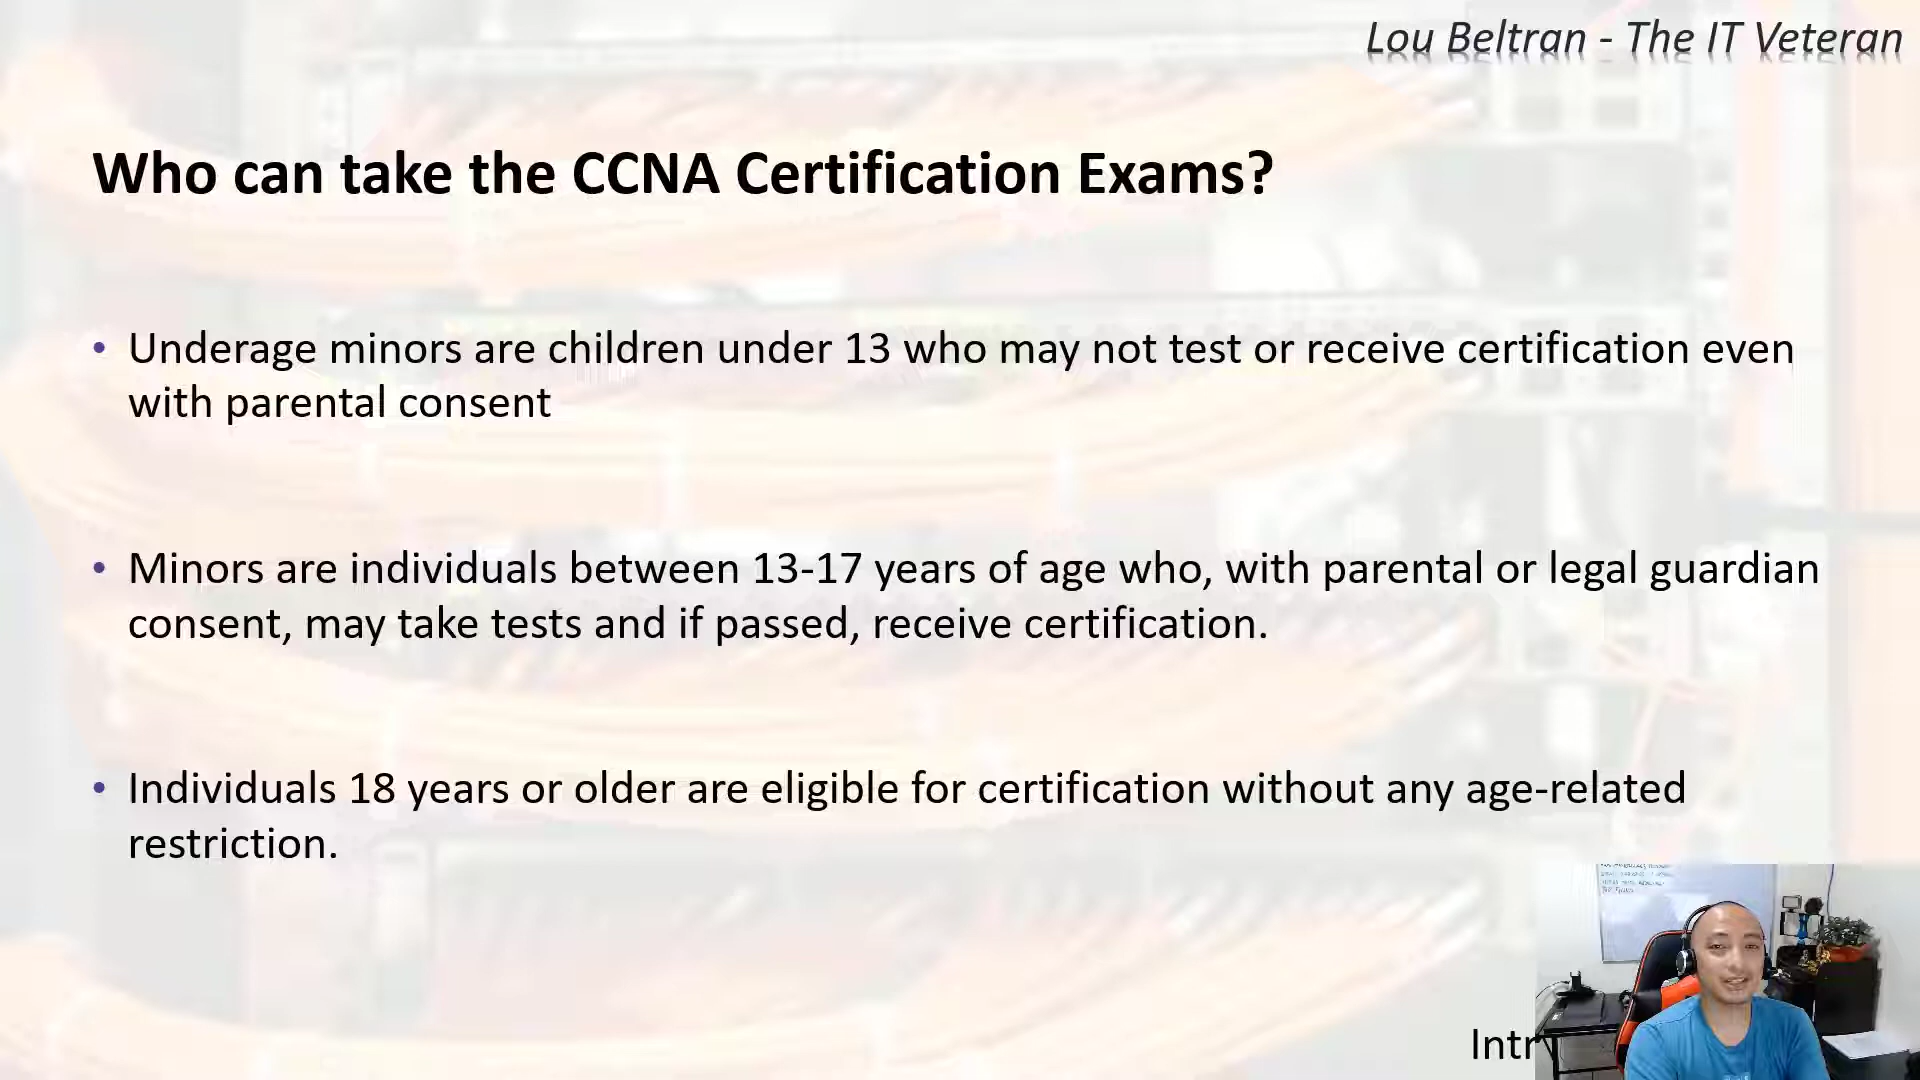 Lou Beltran - The IT Veteran
Who can take the CCNA Certification Exams?
• Underage minors are children under 13 who may not test or receive certification even
with parental consent
• Minors are individuals between 13-17 years of age who, with parental or legal guardian
consent, may take tests and if passed, receive certification.
• Individuals 18 years or older are eligible for certification without any age-related
restriction.
Intr